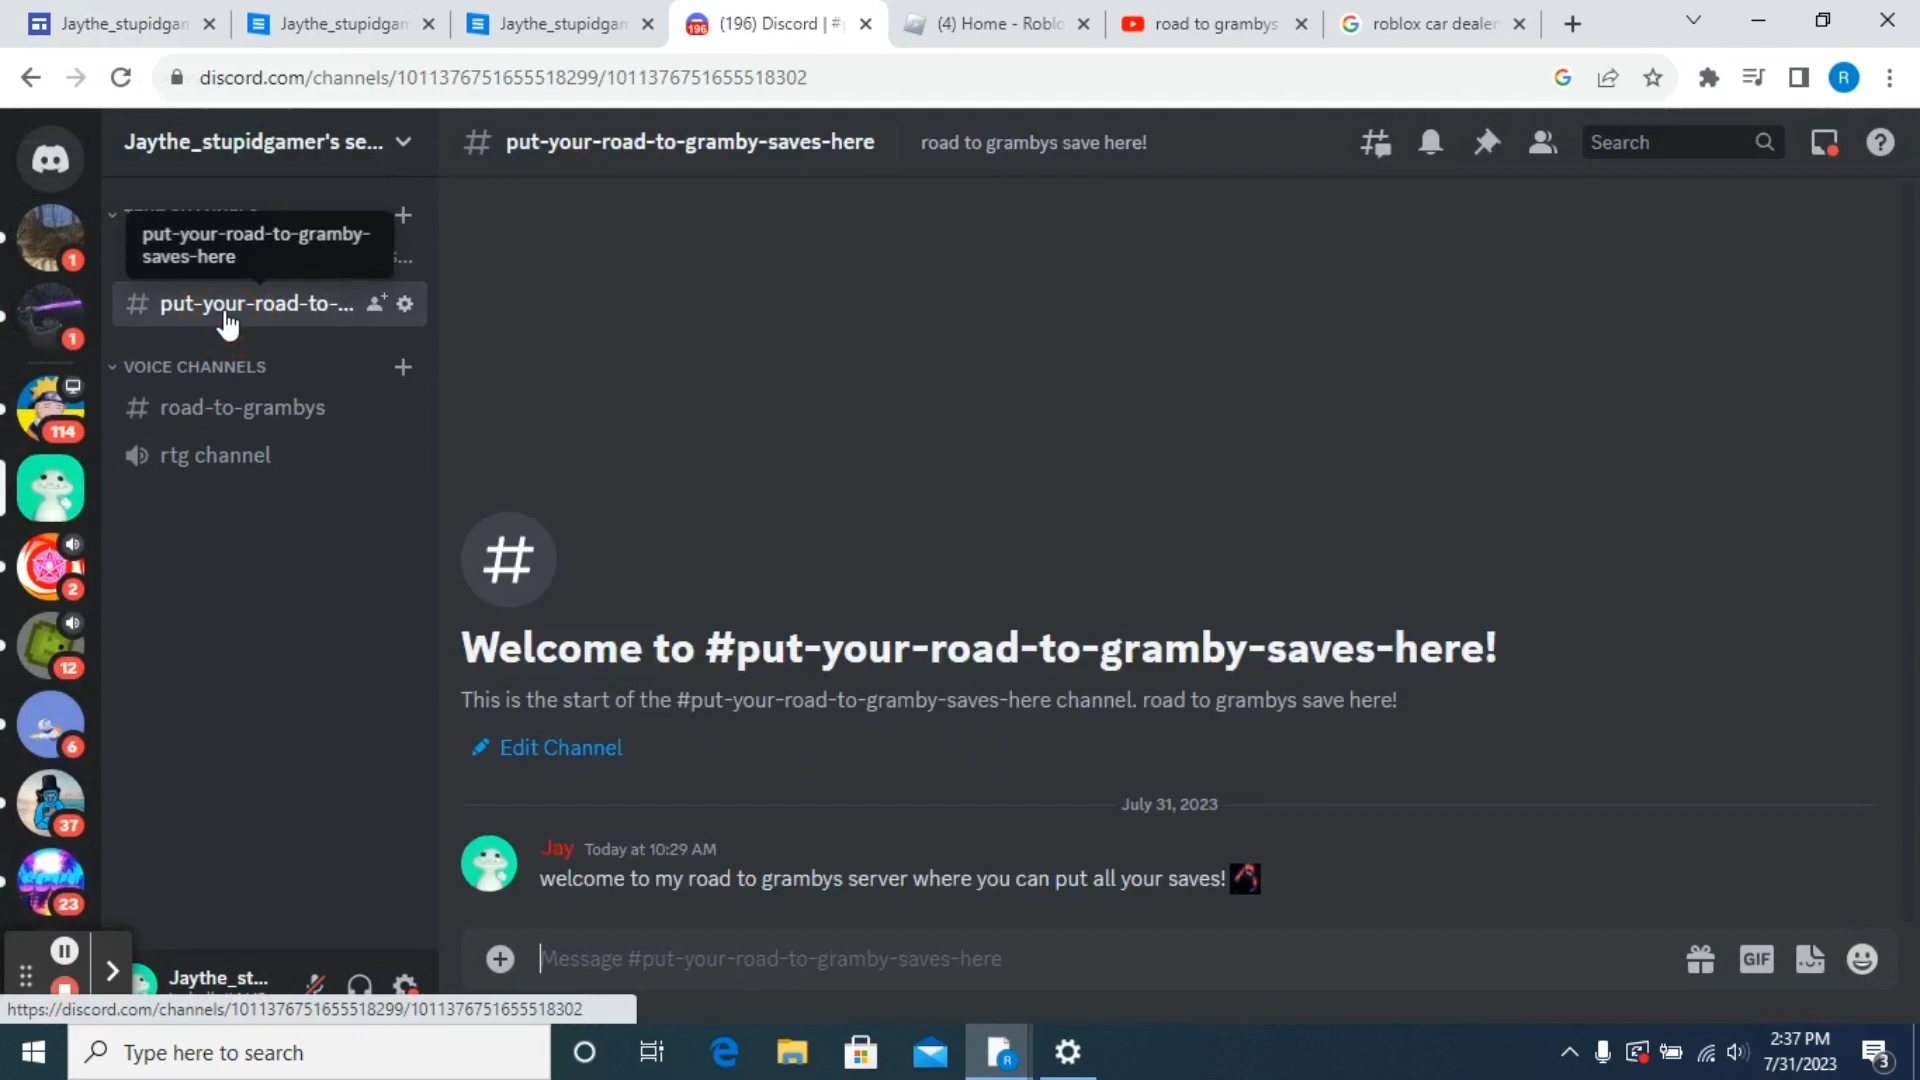 Jaythe_stupidgan
Jaythe_stupidgan
Jaythe_stupidgan
196
(196) Discord | #
(4) Home - Roblo
road to grambys
roblox car dealer
discord.com/channels/1011376751655518299/1011376751655518302
R
Jaythe_stupidgamer's se...
put-your-road-to-gramby-saves-here
road to grambys save here!
Search
put-your-road-to-gramby-
saves-here
s...
put-your-road-to-...
VOICE CHANNELS
road-to-grambys
rtg channel
1
1
114
2
12
6
37
23
Welcome to #put-your-road-to-gramby-saves-here!
This is the start of the #put-your-road-to-gramby-saves-here channel. road to grambys save here!
Edit Channel
July 31, 2023
Jay Today at 10:29 AM
welcome to my road to grambys server where you can put all your saves!
Message #put-your-road-to-gramby-saves-here
GIF
Jaythe_st...
https://discord.com/channels/1011376751655518299/1011376751655518302
Type here to search
R
2:37 PM
7/31/2023
3